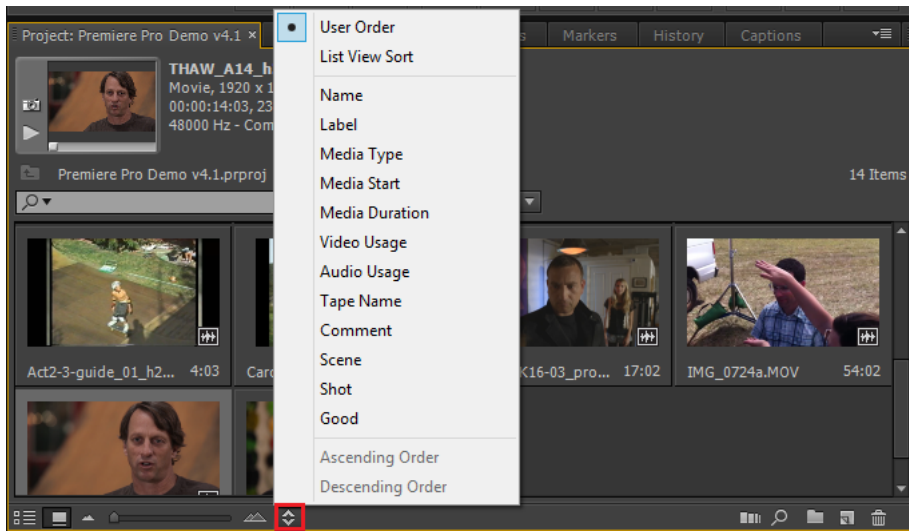 Project: Premiere Pro Demo v4.1 ×
Markers
History
Captions
THAW_A14_h
Movie, 1920 x 1
00:00:14:03, 23
48000 Hz - Com
Premiere Pro Demo v4.1.prproj
14 Items
User Order
List View Sort
Name
Label
Media Type
Media Start
Media Duration
Video Usage
Audio Usage
Tape Name
Comment
Scene
Shot
Good
Ascending Order
Descending Order
Act2-3-guide_01_h2... 4:03
Caro
K16-03_pro... 17:02
IMG_0724a.MOV 54:02